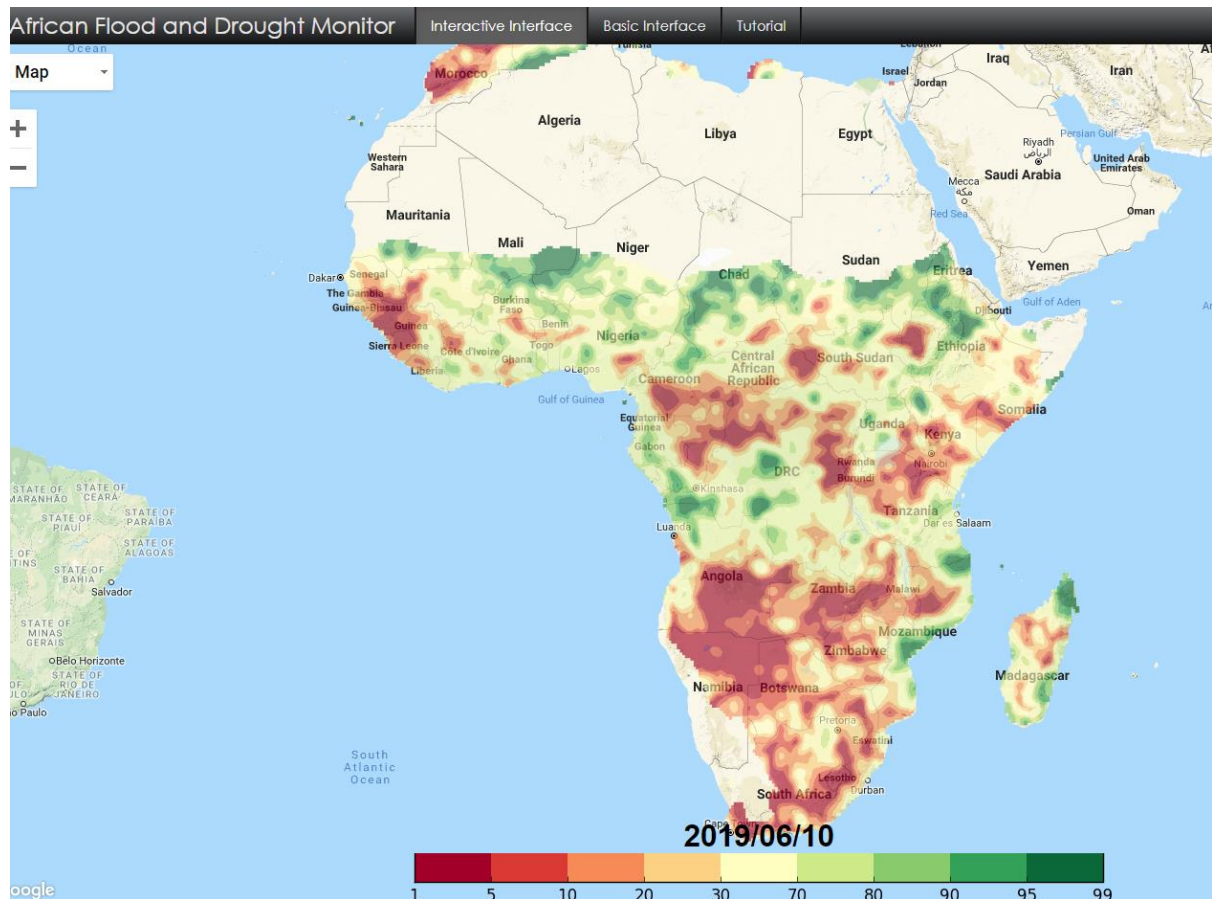 African Flood and Drought Monitor Interactive Interface Basic Interface Tutorial
Ocean
Map
+
−
Morocco
Tunisia
Lebanon
Israel
Jordan
Iraq
Iran
Algeria
Libya
Egypt
Western
Sahara
Riyadh
الرياض
Persian Gulf
United Arab
Emirates
Mecca
مكة
Saudi Arabia
Oman
Red Sea
Mauritania
Mali
Niger
Chad
Sudan
Eritrea
Yemen
Gulf of Aden
Djibouti
Dakar
Senegal
The Gambia
Guinea-Bissau
Guinea
Sierra Leone
Liberia
Côte d'Ivoire
Burkina
Faso
Ghana
Togo
Benin
Nigeria
Lagos
Gulf of Guinea
Cameroon
Central
African
Republic
South Sudan
Ethiopia
Somalia
Equatorial
Guinea
Gabon
Uganda
Kenya
Nairobi
DRC
Rwanda
Burundi
Kinshasa
Tanzania
Dar es Salaam
Luanda
Angola
Zambia
Malawi
Mozambique
Zimbabwe
Namibia
Botswana
Madagascar
Pretoria
Eswatini
Lesotho
Durban
South Africa
STATE OF
MARANHÃO
STATE OF
CEARÁ
STATE OF
PIAUÍ
STATE OF
PARAÍBA
STATE OF
ALAGOAS
STATE OF
BAHIA
Salvador
STATE OF
MINAS
GERAIS
Belo Horizonte
STATE OF
RIO DE
JANEIRO
South
Atlantic
Ocean
2019/06/10
1 5 10 20 30 70 80 90 95 99